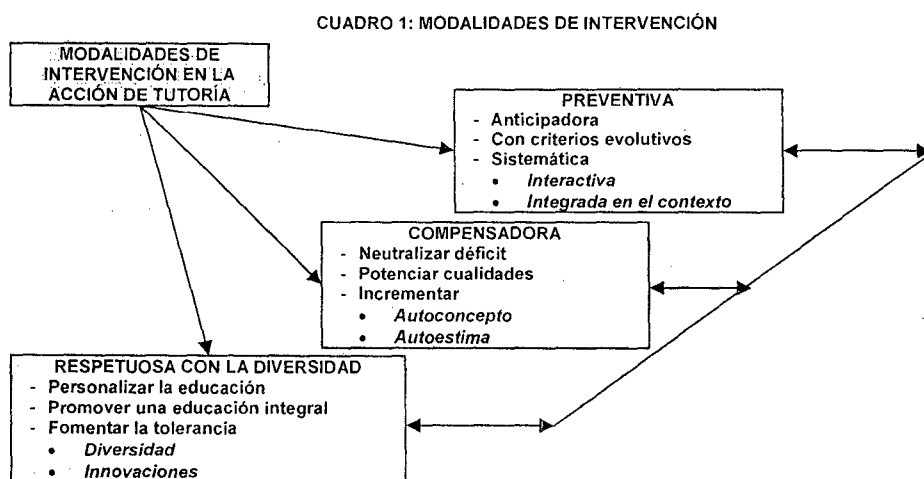 CUADRO 1: MODALIDADES DE INTERVENCIÓN
MODALIDADES DE
INTERVENCIÓN EN LA
ACCIÓN DE TUTORÍA
PREVENTIVA
- Anticipadora
- Con criterios evolutivos
- Sistemática
• Interactiva
• Integrada en el contexto
COMPENSADORA
- Neutralizar déficit
- Potenciar cualidades
- Incrementar
• Autoconcepto
• Autoestima
RESPETUOSA CON LA DIVERSIDAD
- Personalizar la educación
- Promover una educación integral
- Fomentar la tolerancia
• Diversidad
• Innovaciones